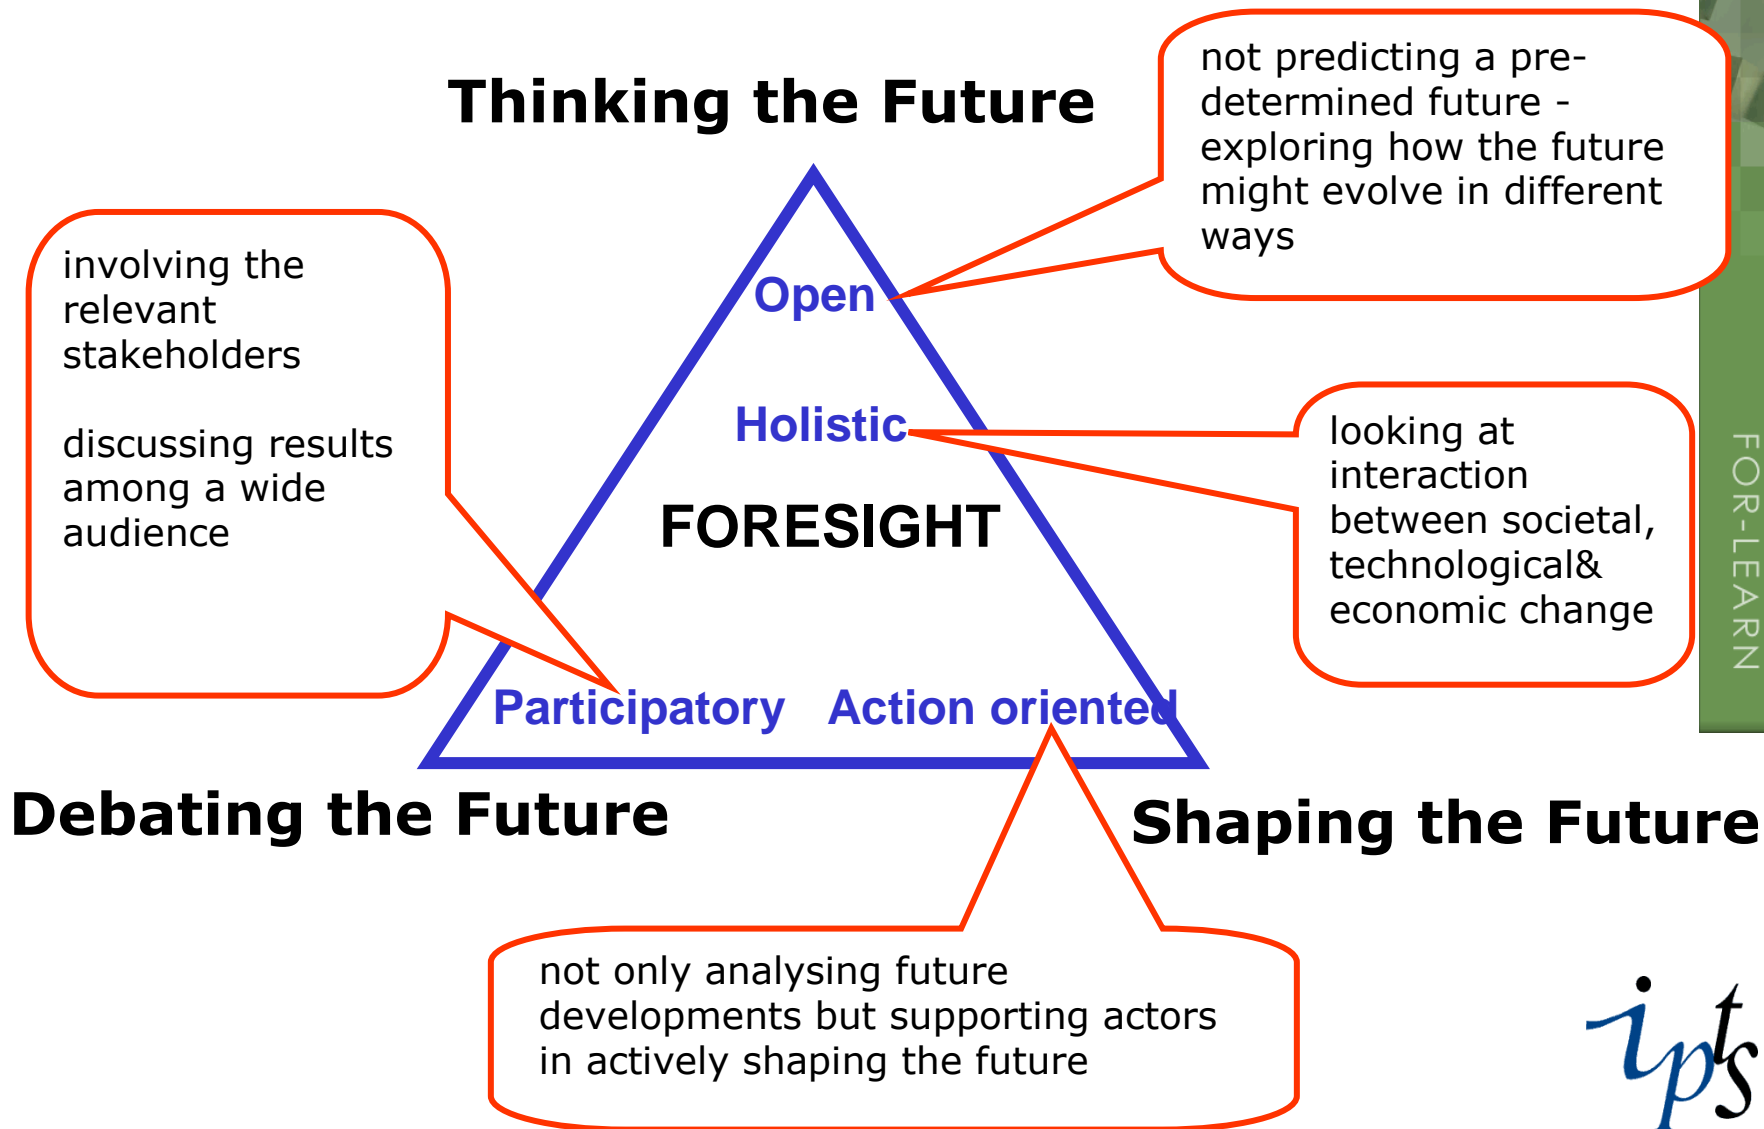 Thinking the Future
not predicting a pre-
determined future -
exploring how the future
might evolve in different
ways
involving the
relevant
stakeholders
discussing results
among a wide
audience
Open
Holistic
looking at
interaction
between societal,
technological&
economic change
FORESIGHT
FOR-LEARN
Participatory Action oriented
Debating the Future
Shaping the Future
not only analysing future
developments but supporting actors
in actively shaping the future
ipts